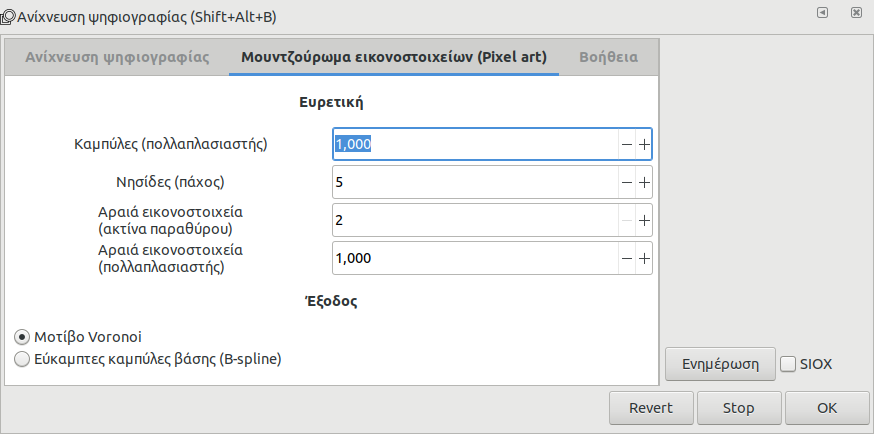 Ανίχνευση ψηφιογραφίας (Shift+Alt+B)
Ανίχνευση ψηφιογραφίας Μουντζούρωμα εικονοστοιχείων (Pixel art) Βοήθεια
Ευρετική
Καμπύλες (πολλαπλασιαστής) 1,000
Νησίδες (πάχος) 5
Αραιά εικονοστοιχεία
(ακτίνα παραθύρου) 2
Αραιά εικονοστοιχεία
(πολλαπλασιαστής) 1,000
Έξοδος
Μοτίβο Voronoi
Εύκαμπτες καμπύλες βάσης (B-spline)
Ενημέρωση SIOX
Revert Stop OK